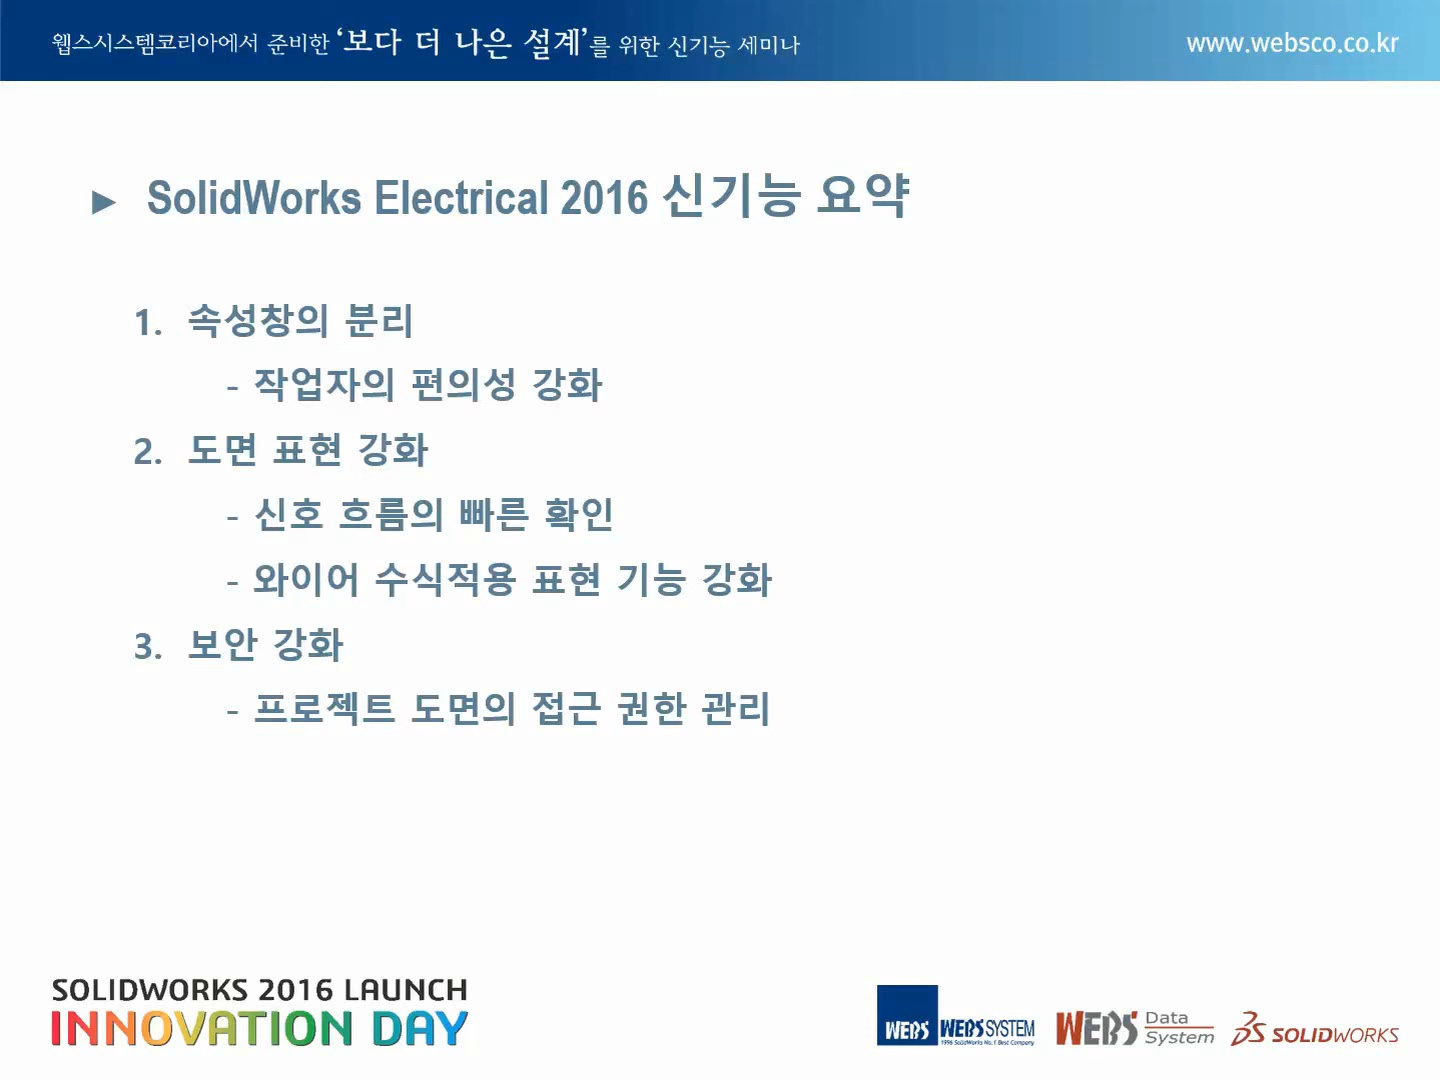 웹스시스템코리아에서 준비한 '보다 더 나은 설계'를 위한 신기능 세미나
www.websco.co.kr
► SolidWorks Electrical 2016 신기능 요약
1. 속성창의 분리
- 작업자의 편의성 강화
2. 도면 표현 강화
- 신호 흐름의 빠른 확인
- 와이어 수식적용 표현 기능 강화
3. 보안 강화
- 프로젝트 도면의 접근 권한 관리
SOLIDWORKS 2016 LAUNCH
INNOVATION DAY
WEBS
WEBSSYSTEM
1996 SolidWorks No.1 Best Company
WEBS Data System
SOLIDWORKS